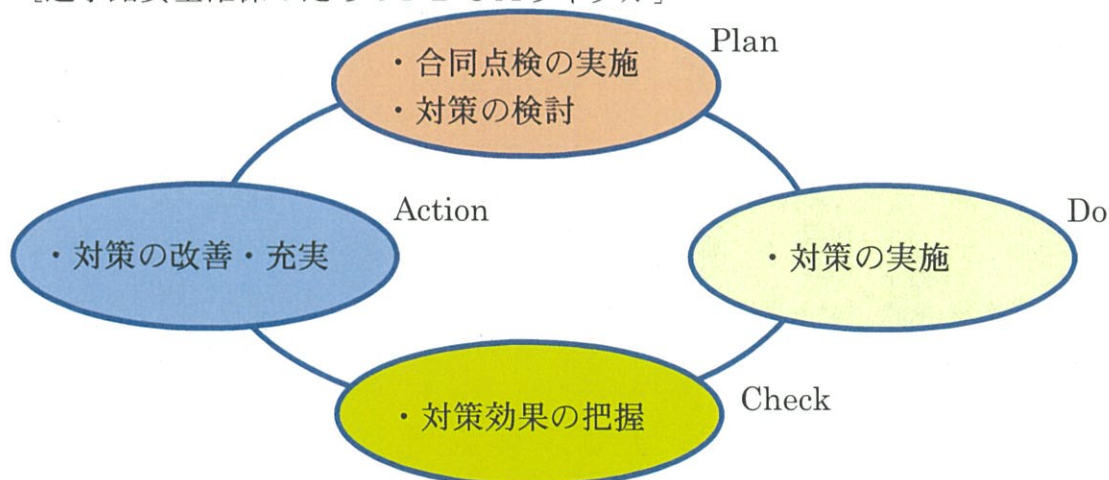 Plan
・合同点検の実施
・対策の検討
Action
Do
・対策の改善・充実
・対策の実施
Check
・対策効果の把握